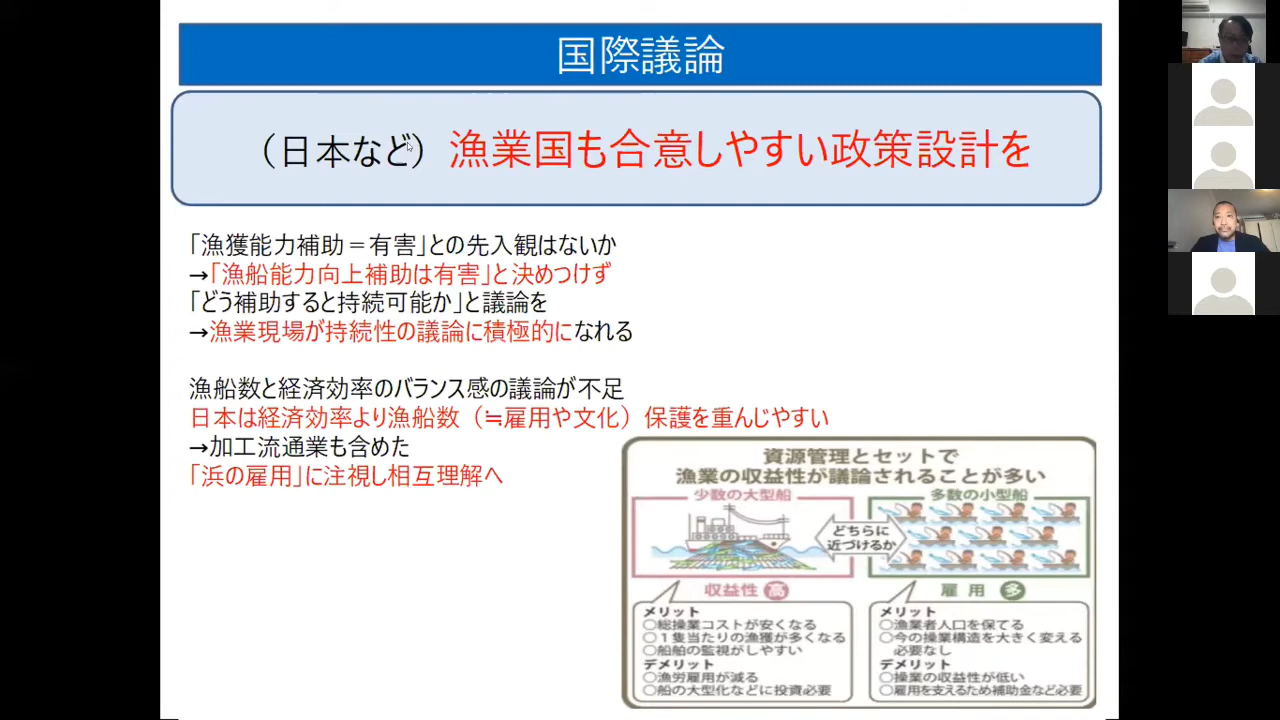 国際議論
（日本など）漁業国も合意しやすい政策設計を
「漁獲能力補助＝有害」との先入観はないか
→「漁船能力向上補助は有害」と決めつけず
「どう補助すると持続可能か」と議論を
→漁業現場が持続性の議論に積極的になれる
漁船数と経済効率のバランス感の議論が不足
日本は経済効率より漁船数（≒雇用や文化）保護を重んじやすい
→加工流通業も含めた
「浜の雇用」に注視し相互理解へ
資源管理とセットで
漁業の収益性が議論されることが多い
少数の大型船
多数の小型船
どちらに
近づけるか
収益性 高
雇用 多
メリット
○総操業コストが安くなる
○１隻当たりの漁獲が多くなる
○船舶の監視がしやすい
デメリット
○漁労雇用が減る
○船の大型化などに投資必要
メリット
○漁業者人口を保てる
○今の操業構造を大きく変える
必要なし
デメリット
○操業の収益性が低い
○雇用を支えるため補助金など必要